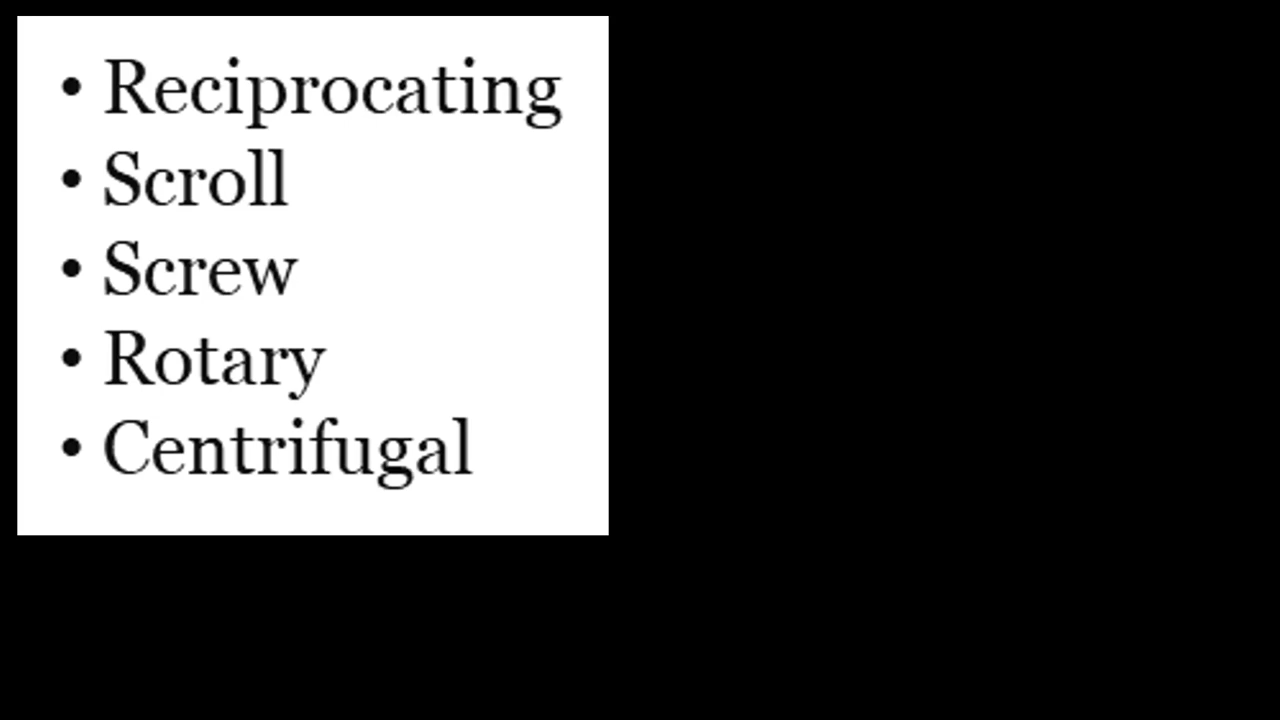 • Reciprocating
• Scroll
• Screw
• Rotary
• Centrifugal